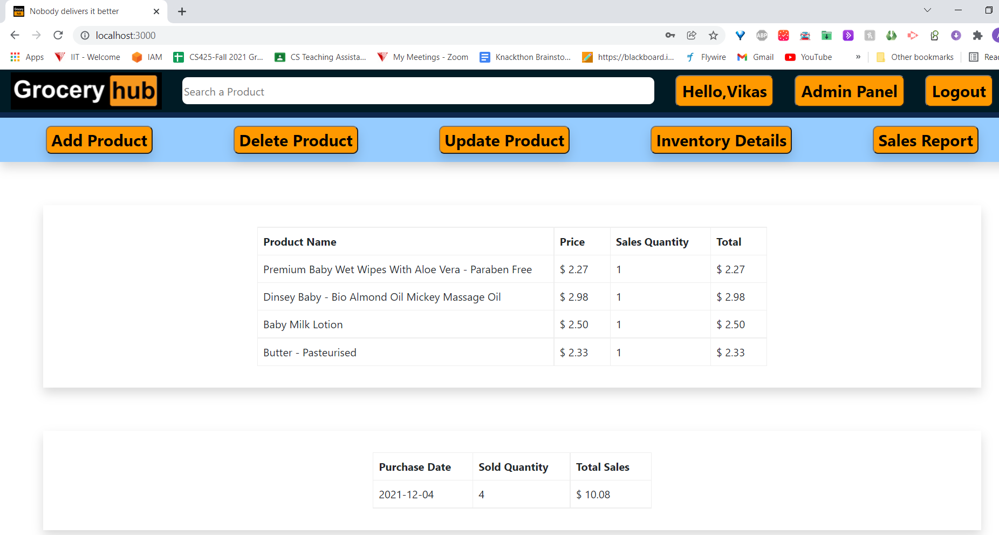 Nobody delivers it better
localhost:3000
ABP
Apps IIT - Welcome IAM CS425-Fall 2021 Gr... CS Teaching Assista... My Meetings - Zoom Knackthon Brainsto... https://blackboard.i... Flywire Gmail YouTube » Other bookmarks Rea
Grocery hub Search a Product Hello,Vikas Admin Panel Logout
Add Product Delete Product Update Product Inventory Details Sales Report
Product Name Price Sales Quantity Total
Premium Baby Wet Wipes With Aloe Vera - Paraben Free $ 2.27 1 $ 2.27
Dinsey Baby - Bio Almond Oil Mickey Massage Oil $ 2.98 1 $ 2.98
Baby Milk Lotion $ 2.50 1 $ 2.50
Butter - Pasteurised $ 2.33 1 $ 2.33
Purchase Date Sold Quantity Total Sales
2021-12-04 4 $ 10.08